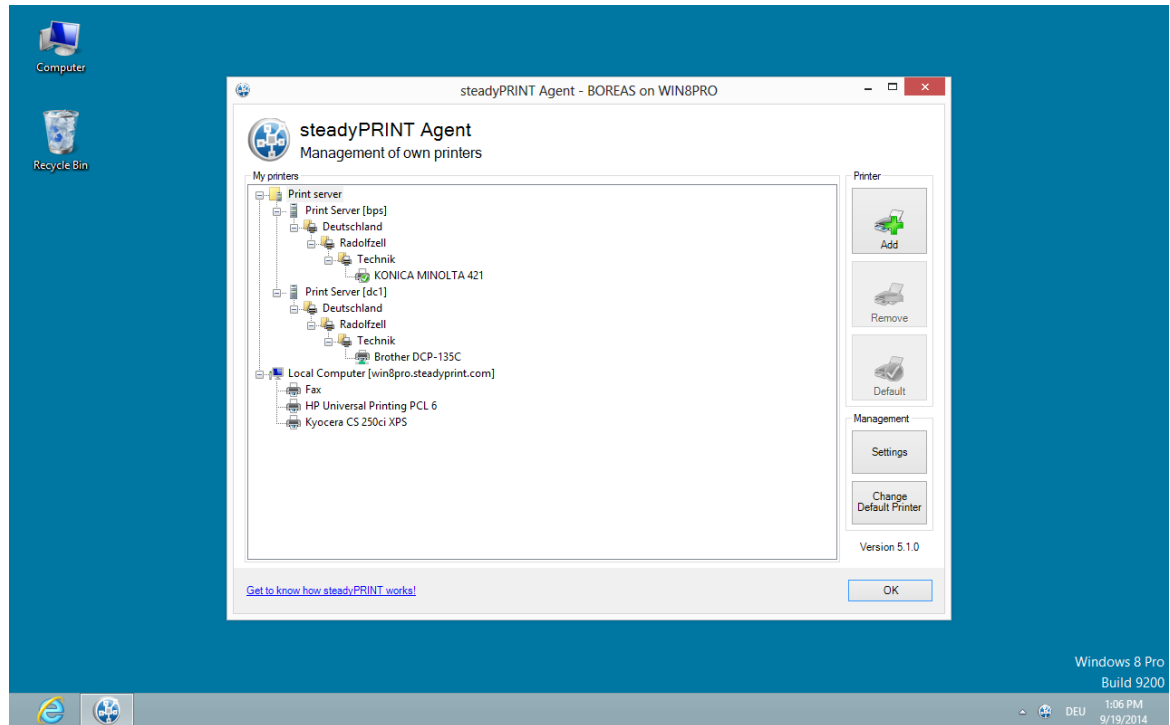 Computer
Recycle Bin
steadyPRINT Agent - BOREAS on WIN8PRO
steadyPRINT Agent
Management of own printers
My printers
Print server
Print Server [bps]
Deutschland
Radolfzell
Technik
KONICA MINOLTA 421
Print Server [dc1]
Deutschland
Radolfzell
Technik
Brother DCP-135C
Local Computer [win8pro.steadyprint.com]
Fax
HP Universal Printing PCL 6
Kyocera CS 250ci XPS
Printer
Add
Remove
Default
Management
Settings
Change
Default Printer
Version 5.1.0
Get to know how steadyPRINT works!
OK
Windows 8 Pro
Build 9200
DEU
1:06 PM
9/19/2014